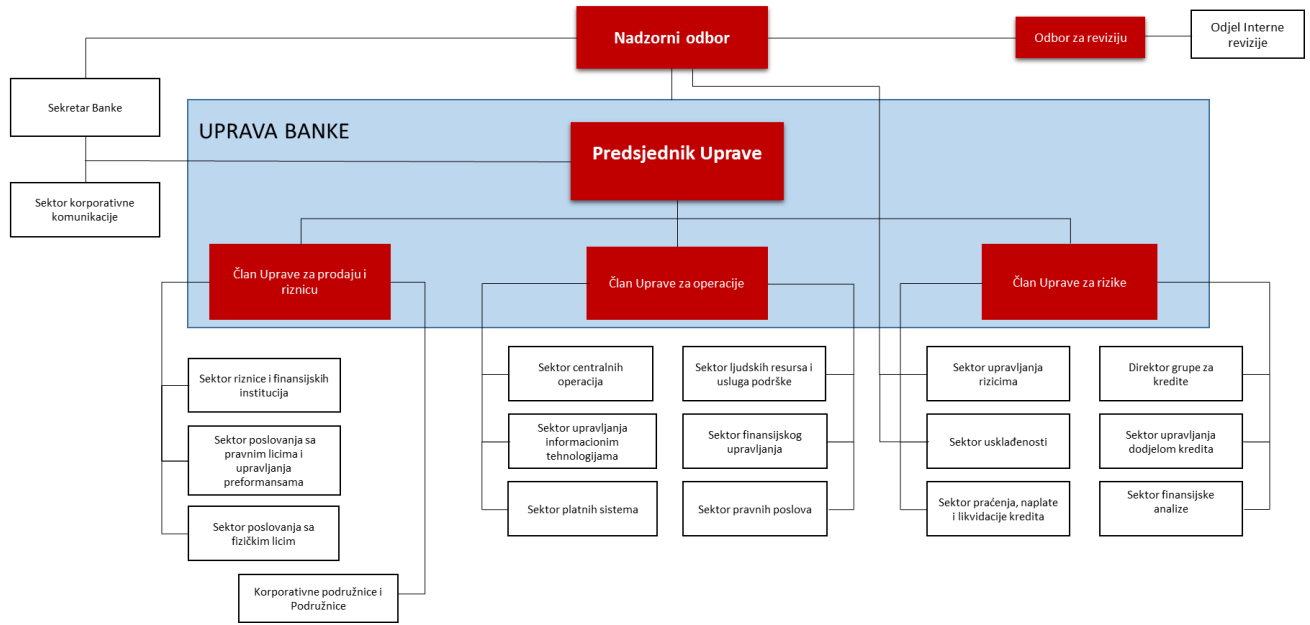 Nadzorni odbor
Odbor za reviziju
Odjel Interne
revizije
Sekretar Banke
UPRAVA BANKE
Predsjednik Uprave
Sektor korporativne
komunikacije
Član Uprave za prodaju i
riznicu
Član Uprave za operacije
Član Uprave za rizike
Sektor riznice i finansijskih
institucija
Sektor poslovanja sa
pravnim licima i
upravljanja
preformansama
Sektor poslovanja sa
fizičkim licim
Korporativne podružnice i
Podružnice
Sektor centralnih
operacija
Sektor upravljanja
informacionim
tehnologijama
Sektor platnih sistema
Sektor ljudskih resursa i
usluga podrške
Sektor finansijskog
upravljanja
Sektor pravnih poslova
Sektor upravljanja
rizicima
Sektor usklađenosti
Sektor praćenja, naplate
i likvidacije kredita
Direktor grupe za
kredite
Sektor upravljanja
dodjelom kredita
Sektor finansijske
analize